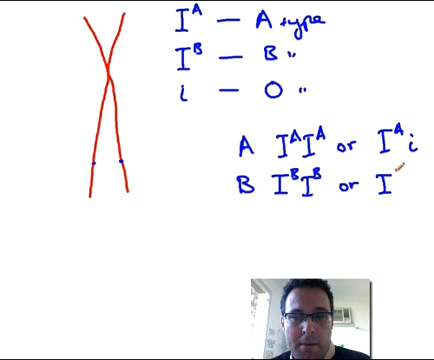 I^A — A type
I^B — B "
i — O "
A I^A I^A or I^A i
B I^B I^B or I